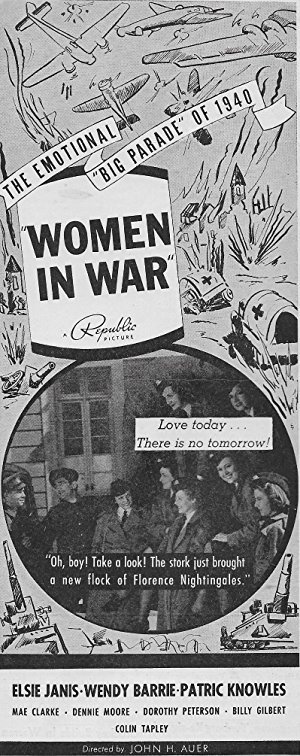 THE EMOTIONAL
"BIG PARADE" OF 1940
"WOMEN
IN WAR"
A Republic
PICTURE
Love today . . .
There is no tomorrow!
"Oh, boy! Take a look! The stork just brought
a new flock of Florence Nightingales."
ELSIE JANIS·WENDY BARRIE·PATRIC KNOWLES
MAE CLARKE · DENNIE MOORE · DOROTHY PETERSON · BILLY GILBERT
COLIN TAPLEY
Directed by JOHN H. AUER